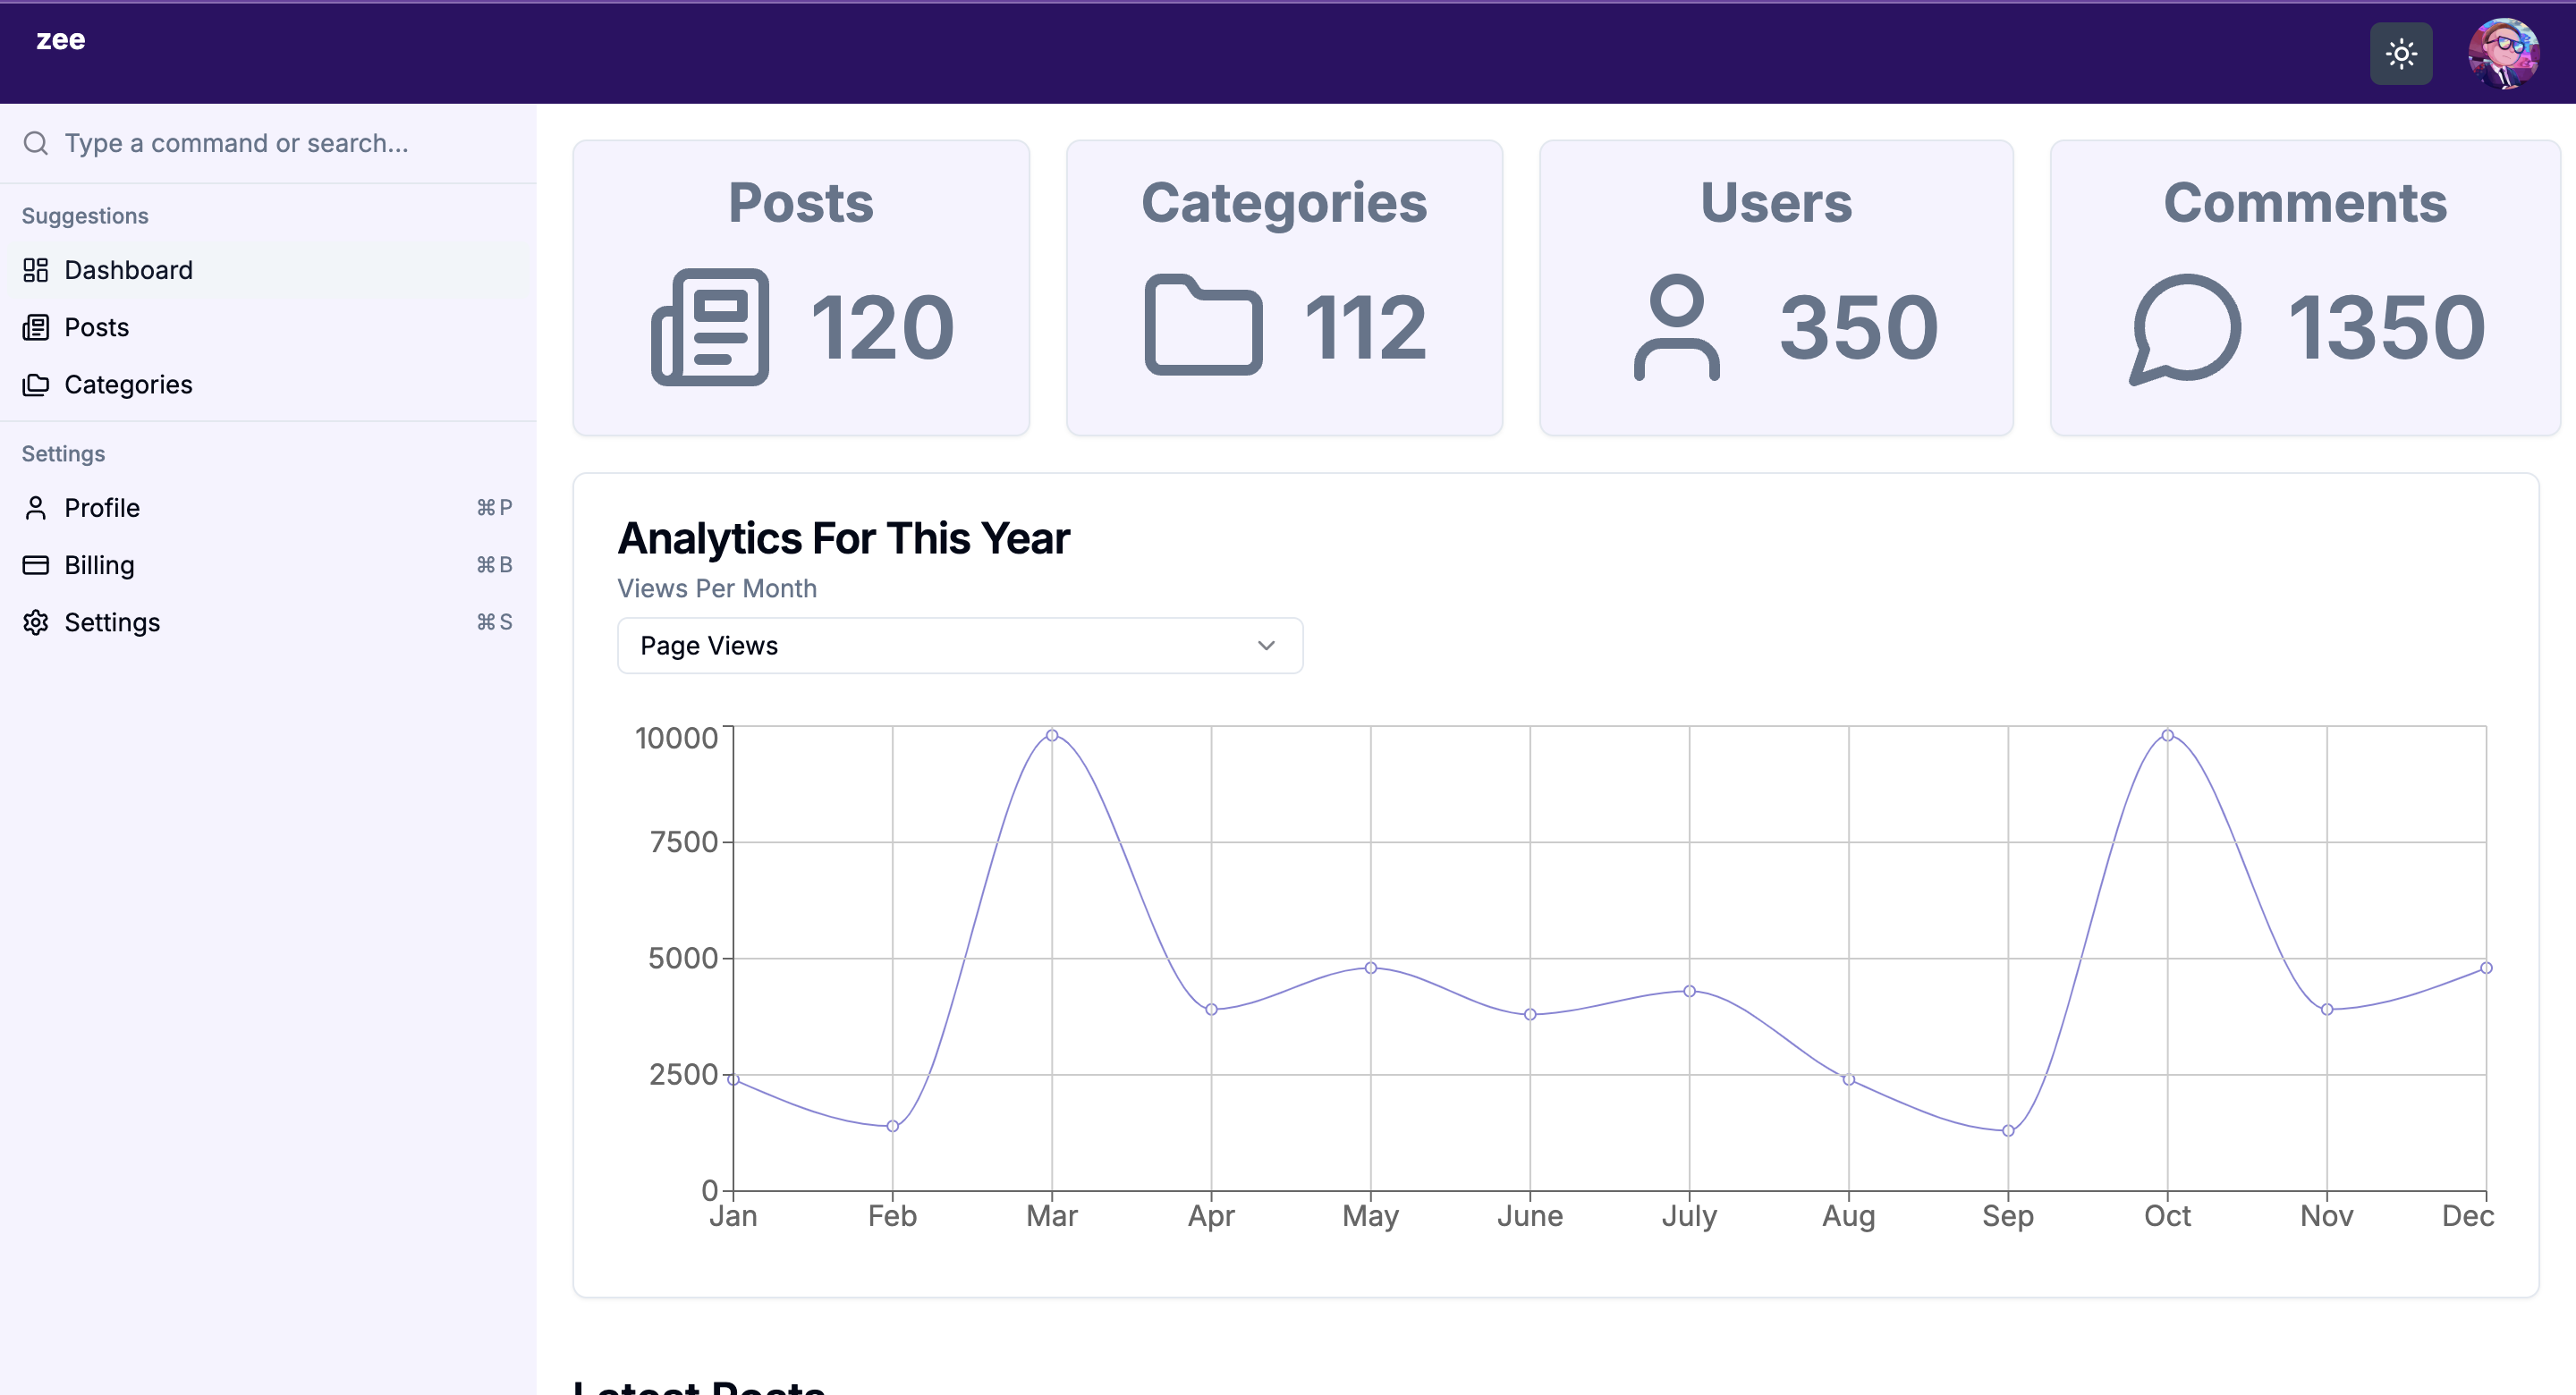 zee
Type a command or search...
Suggestions
Dashboard
Posts
Categories
Settings
Profile ⌘P
Billing ⌘B
Settings ⌘S
Posts
120
Categories
112
Users
350
Comments
1350
Analytics For This Year
Views Per Month
Page Views
10000
7500
5000
2500
0
Jan Feb Mar Apr May June July Aug Sep Oct Nov Dec
Latest Posts